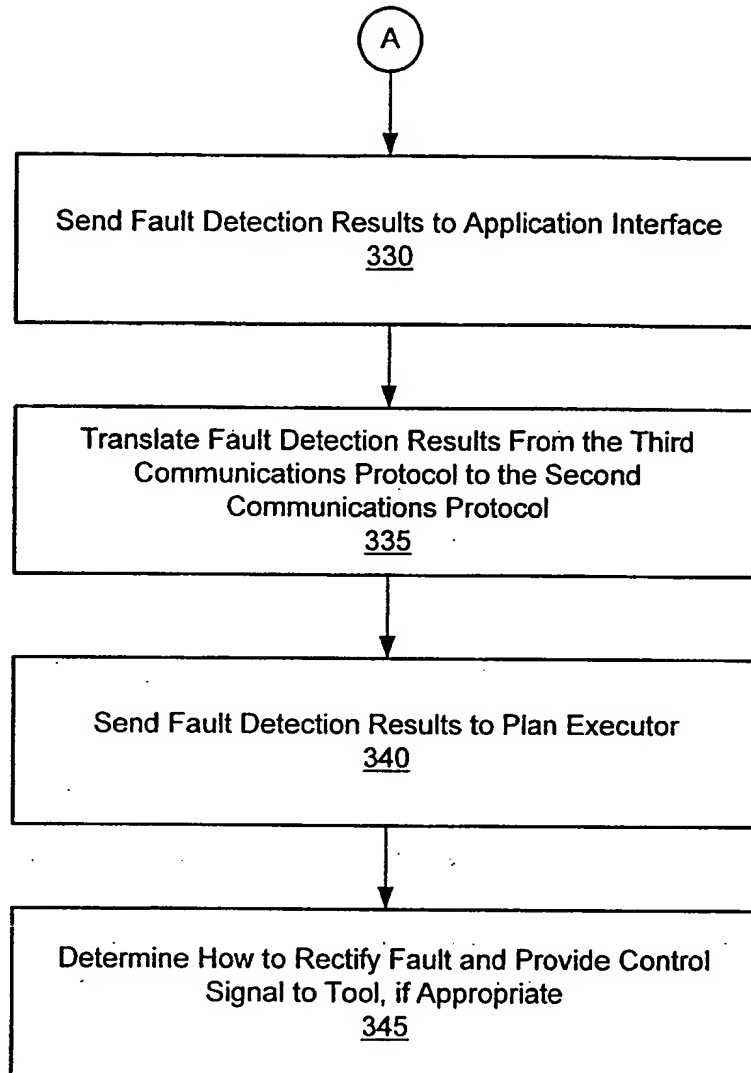 A
Send Fault Detection Results to Application Interface
330
Translate Fault Detection Results From the Third
Communications Protocol to the Second
Communications Protocol
335
Send Fault Detection Results to Plan Executor
340
Determine How to Rectify Fault and Provide Control
Signal to Tool, if Appropriate
345